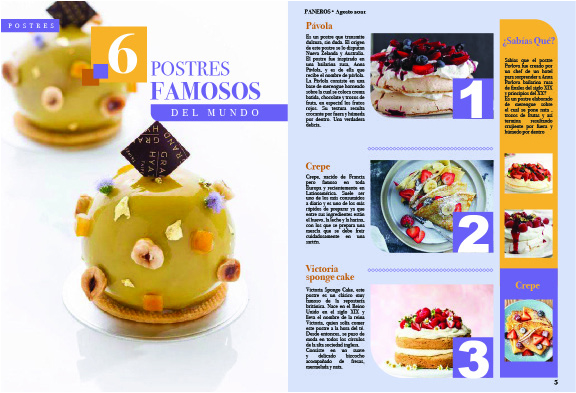 POSTRES
6
POSTRES
FAMOSOS
DEL MUNDO
PANEROS • Agosto 2021
Pávola
Es un postre que transmite
dulzura, sin duda. El origen
de este postre se lo disputan
Nueva Zelanda y Australia.
El postre fue inspirado en
una bailarina rusa, Anna
Pávlova, y es de ella que
recibe el nombre de pávlola.
La Pávlola consiste en una
base de merengue horneado
sobre la cual se coloca crema
batida, chocolate y trozos de
fruta, en especial los frutos
rojos. Su textura resulta
crocante por fuera y húmeda
por dentro. Una verdadera
delicia.
1
Crepe
Crepe, nacido de Francia
pero famoso en toda
Europa y recientemente en
Latinoamérica. Suele ser
uno de los más consumidos
a diario y es uno de los más
rápidos de preparar ya que
entre sus ingredientes están
el huevo, la leche y la harina,
con los que se prepara una
mezcla que se debe freír
cuidadosamente en una
sartén.
2
Victoria
sponge cake
Victoria Sponge Cake, este
postre es un clásico muy
famoso de la repostería
británica. Nace en el Reino
Unido en el siglo XIX y
lleva el nombre de la reina
Victoria, quien solía comer
este postre a la hora del té.
Desde entonces, se puso de
moda en todos los círculos
de la alta sociedad inglesa.
Consiste en un suave
y delicado bizcocho
acompañado de fresas,
mermelada y nata.
3
¿Sabías Qué?
Sabías que el postre
Pavlova fue creado por
un chef de un hotel
para sorprender a Anna
Pavlova bailarina rusa
de finales del siglo XIX
y principios del XX?
Es un postre elaborado
de merengue sobre
el cual se pone nata ,
trozos de frutas y así
termina resultando
crujiente por fuera y
húmedo por dentro
Crepe
5